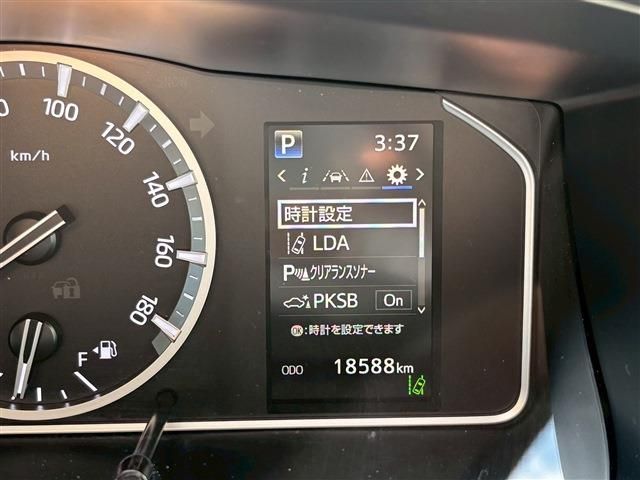 100
120
140
160
180
km/h
F
P 3:37
< i >
時計設定
LDA
P クリアランスソナー
PKSB On
OK:時計を設定できます
ODO 18588km